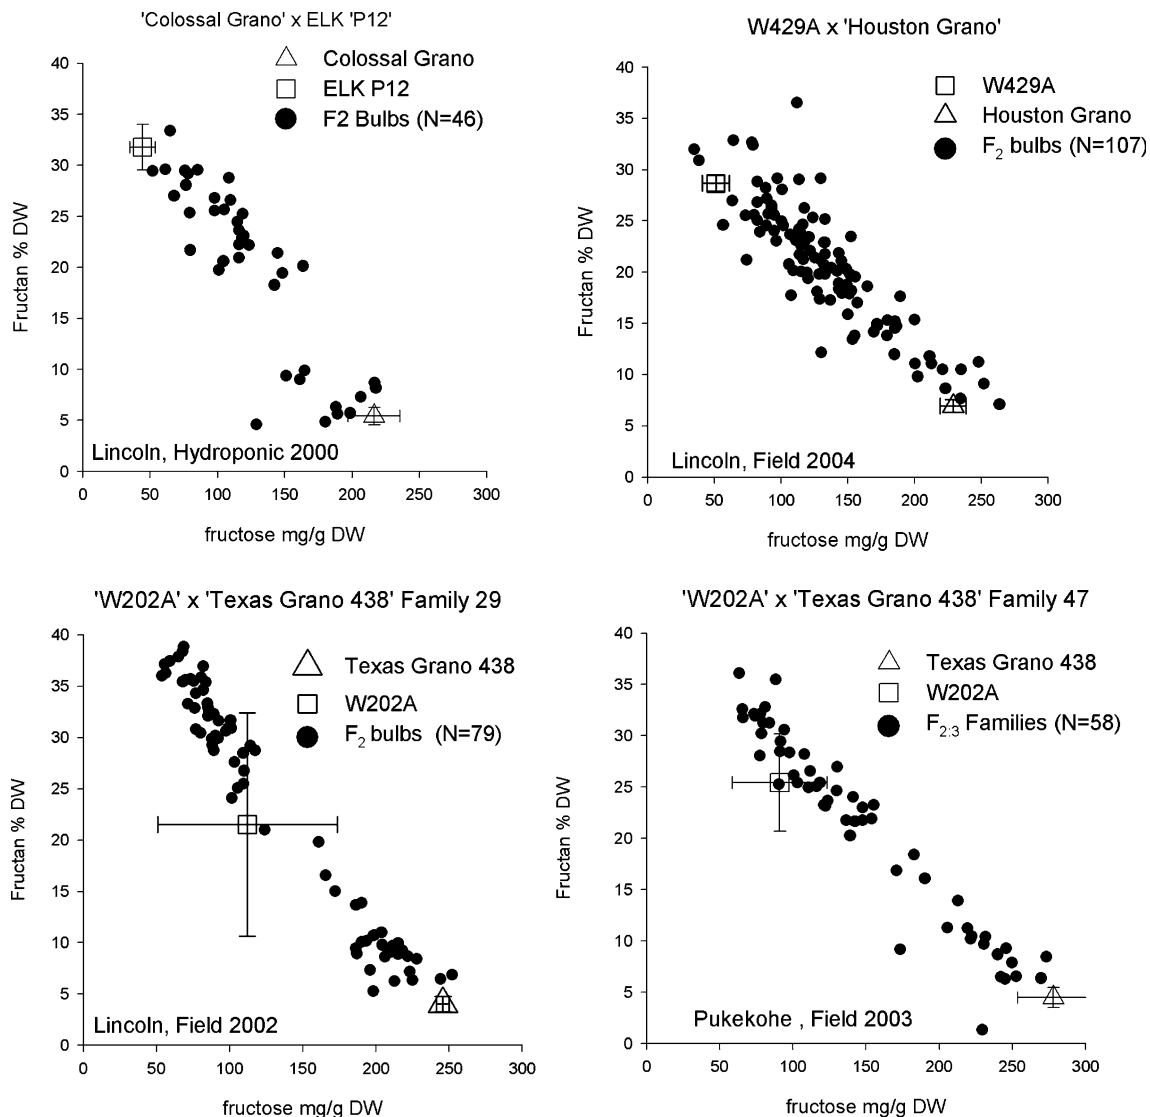 'Colossal Grano' x ELK 'P12'
Colossal Grano
ELK P12
F2 Bulbs (N=46)
40
35
30
25
20
15
10
5
0
Fructan % DW
Lincoln, Hydroponic 2000
0 50 100 150 200 250 300
fructose mg/g DW
W429A x 'Houston Grano'
W429A
Houston Grano
F2 bulbs (N=107)
40
35
30
25
20
15
10
5
0
Fructan % DW
Lincoln, Field 2004
0 50 100 150 200 250 300
fructose mg/g DW
'W202A' x 'Texas Grano 438' Family 29
Texas Grano 438
W202A
F2 bulbs (N=79)
40
35
30
25
20
15
10
5
0
Fructan % DW
Lincoln, Field 2002
0 50 100 150 200 250 300
fructose mg/g DW
'W202A' x 'Texas Grano 438' Family 47
Texas Grano 438
W202A
F2:3 Families (N=58)
40
35
30
25
20
15
10
5
0
Fructan % DW
Pukekohe , Field 2003
0 50 100 150 200 250 300
fructose mg/g DW